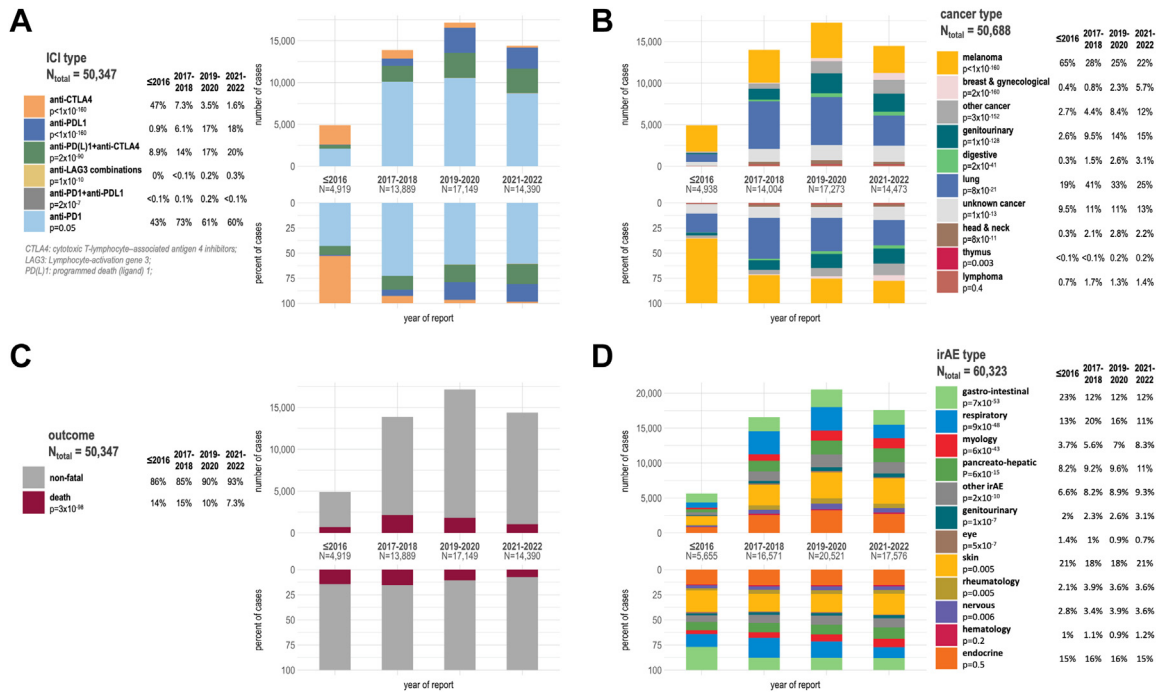 A
ICI type
Ntotal = 50,347
≤2016 2017-2018 2019-2020 2021-2022
anti-CTLA4 47% 7.3% 3.5% 1.6%
p<1x10-160
anti-PDL1 0.9% 6.1% 17% 18%
p<1x10-160
anti-PD(L)1+anti-CTLA4 8.9% 14% 17% 20%
p=2x10-90
anti-LAG3 combinations 0% <0.1% 0.2% 0.3%
p=1x10-10
anti-PD1+anti-PDL1 <0.1% 0.1% 0.2% <0.1%
p=2x10-7
anti-PD1 43% 73% 61% 60%
p=0.05
CTLA4: cytotoxic T-lymphocyte–associated antigen 4 inhibitors;
LAG3: Lymphocyte-activation gene 3;
PD(L)1: programmed death (ligand) 1;
number of cases
15,000
10,000
5,000
0
≤2016 2017-2018 2019-2020 2021-2022
N=4,919 N=13,889 N=17,149 N=14,390
percent of cases
0
25
50
75
100
year of report
B
number of cases
15,000
10,000
5,000
0
≤2016 2017-2018 2019-2020 2021-2022
N=4,938 N=14,004 N=17,273 N=14,473
percent of cases
0
25
50
75
100
year of report
cancer type
Ntotal = 50,688
≤2016 2017-2018 2019-2020 2021-2022
melanoma 65% 28% 25% 22%
p<1x10-160
breast & gynecological 0.4% 0.8% 2.3% 5.7%
p=2x10-160
other cancer 2.7% 4.4% 8.4% 12%
p=3x10-152
genitourinary 2.6% 9.5% 14% 15%
p=1x10-128
digestive 0.3% 1.5% 2.6% 3.1%
p=2x10-41
lung 19% 41% 33% 25%
p=8x10-21
unknown cancer 9.5% 11% 11% 13%
p=1x10-13
head & neck 0.3% 2.1% 2.8% 2.2%
p=8x10-11
thymus <0.1% <0.1% 0.2% 0.2%
p=0.003
lymphoma 0.7% 1.7% 1.3% 1.4%
p=0.4
C
outcome
Ntotal = 50,347
≤2016 2017-2018 2019-2020 2021-2022
non-fatal 86% 85% 90% 93%
death 14% 15% 10% 7.3%
p=3x10-98
number of cases
15,000
10,000
5,000
0
≤2016 2017-2018 2019-2020 2021-2022
N=4,919 N=13,889 N=17,149 N=14,390
percent of cases
0
25
50
75
100
year of report
D
number of cases
20,000
15,000
10,000
5,000
0
≤2016 2017-2018 2019-2020 2021-2022
N=5,655 N=16,571 N=20,521 N=17,576
percent of cases
0
25
50
75
100
year of report
irAE type
Ntotal = 60,323
≤2016 2017-2018 2019-2020 2021-2022
gastro-intestinal 23% 12% 12% 12%
p=7x10-53
respiratory 13% 20% 16% 11%
p=9x10-48
myology 3.7% 5.6% 7% 8.3%
p=6x10-43
pancreato-hepatic 8.2% 9.2% 9.6% 11%
P=6x10-15
other irAE 6.6% 8.2% 8.9% 9.3%
p=2x10-10
genitourinary 2% 2.3% 2.6% 3.1%
p=1x10-7
eye 1.4% 1% 0.9% 0.7%
p=5x10-7
skin 21% 18% 18% 21%
p=0.005
rheumatology 2.1% 3.9% 3.6% 3.6%
p=0.005
nervous 2.8% 3.4% 3.9% 3.6%
p=0.006
hematology 1% 1.1% 0.9% 1.2%
p=0.2
endocrine 15% 16% 16% 15%
p=0.5